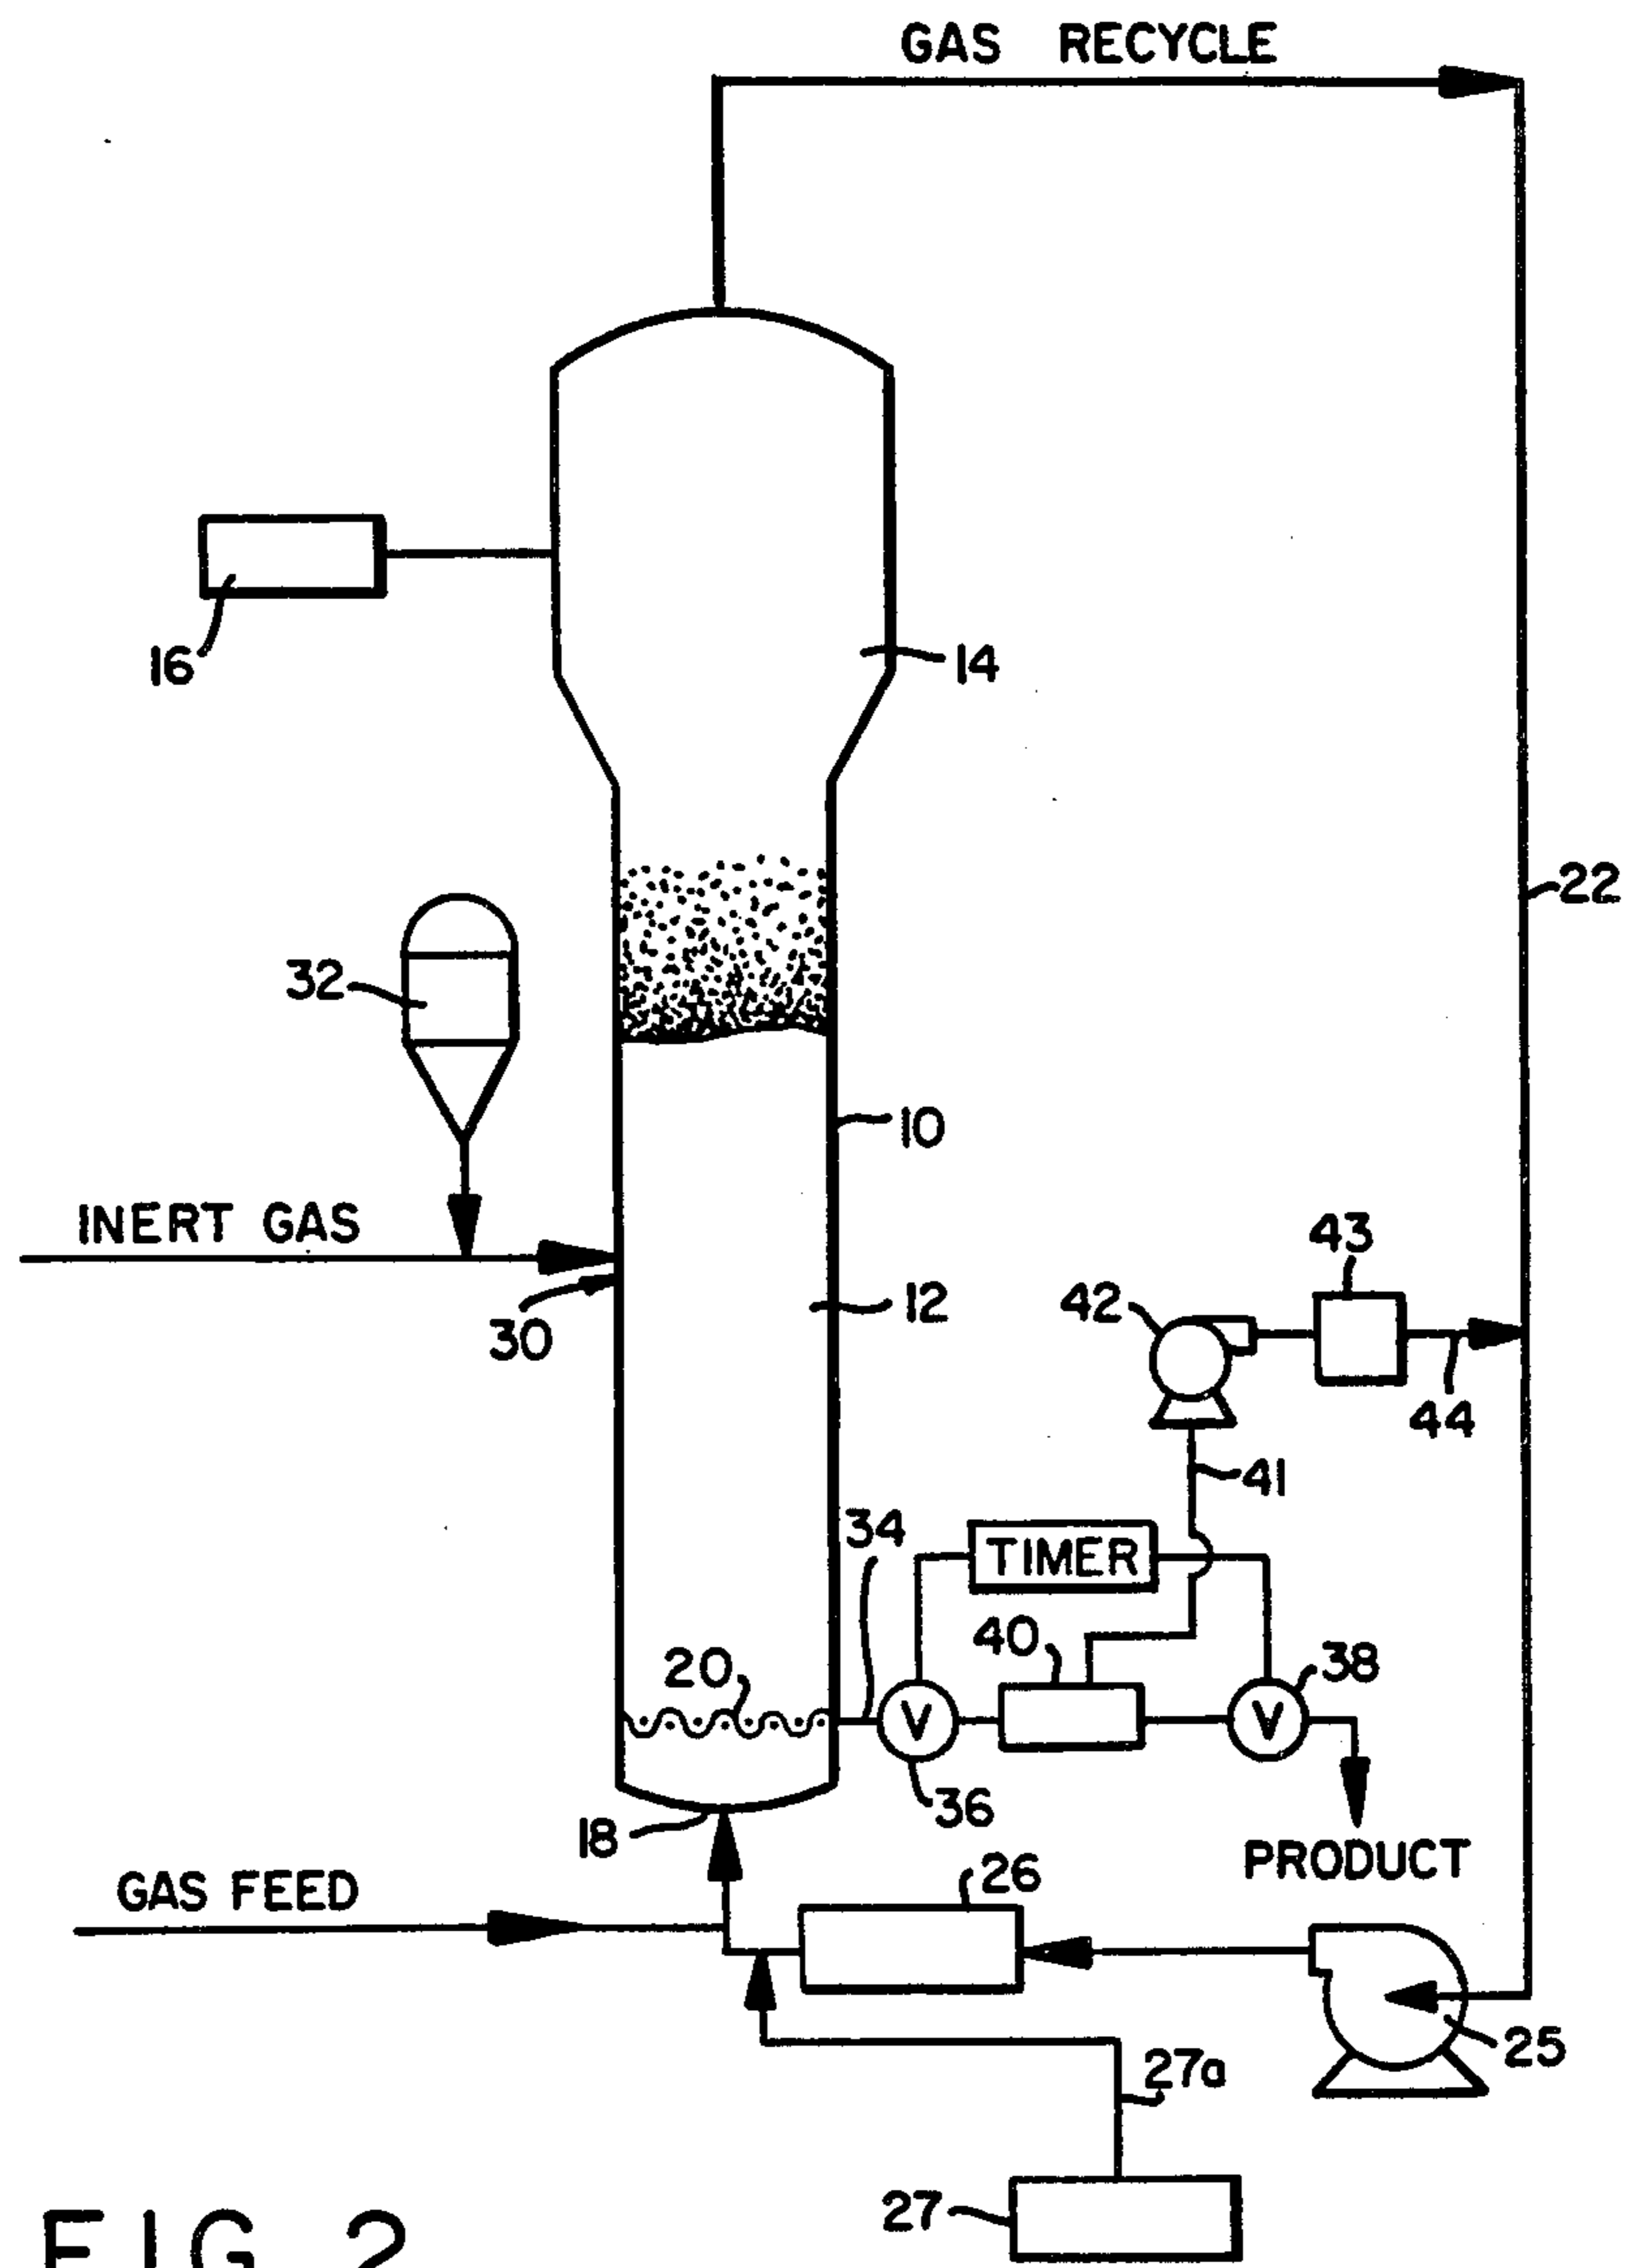 GAS RECYCLE
16
14
22
32
10
INERT GAS
30
12
43
42
44
41
34
TIMER
20
40
38
V
V
36
18
PRODUCT
GAS FEED
26
25
27a
27
FIG. 2